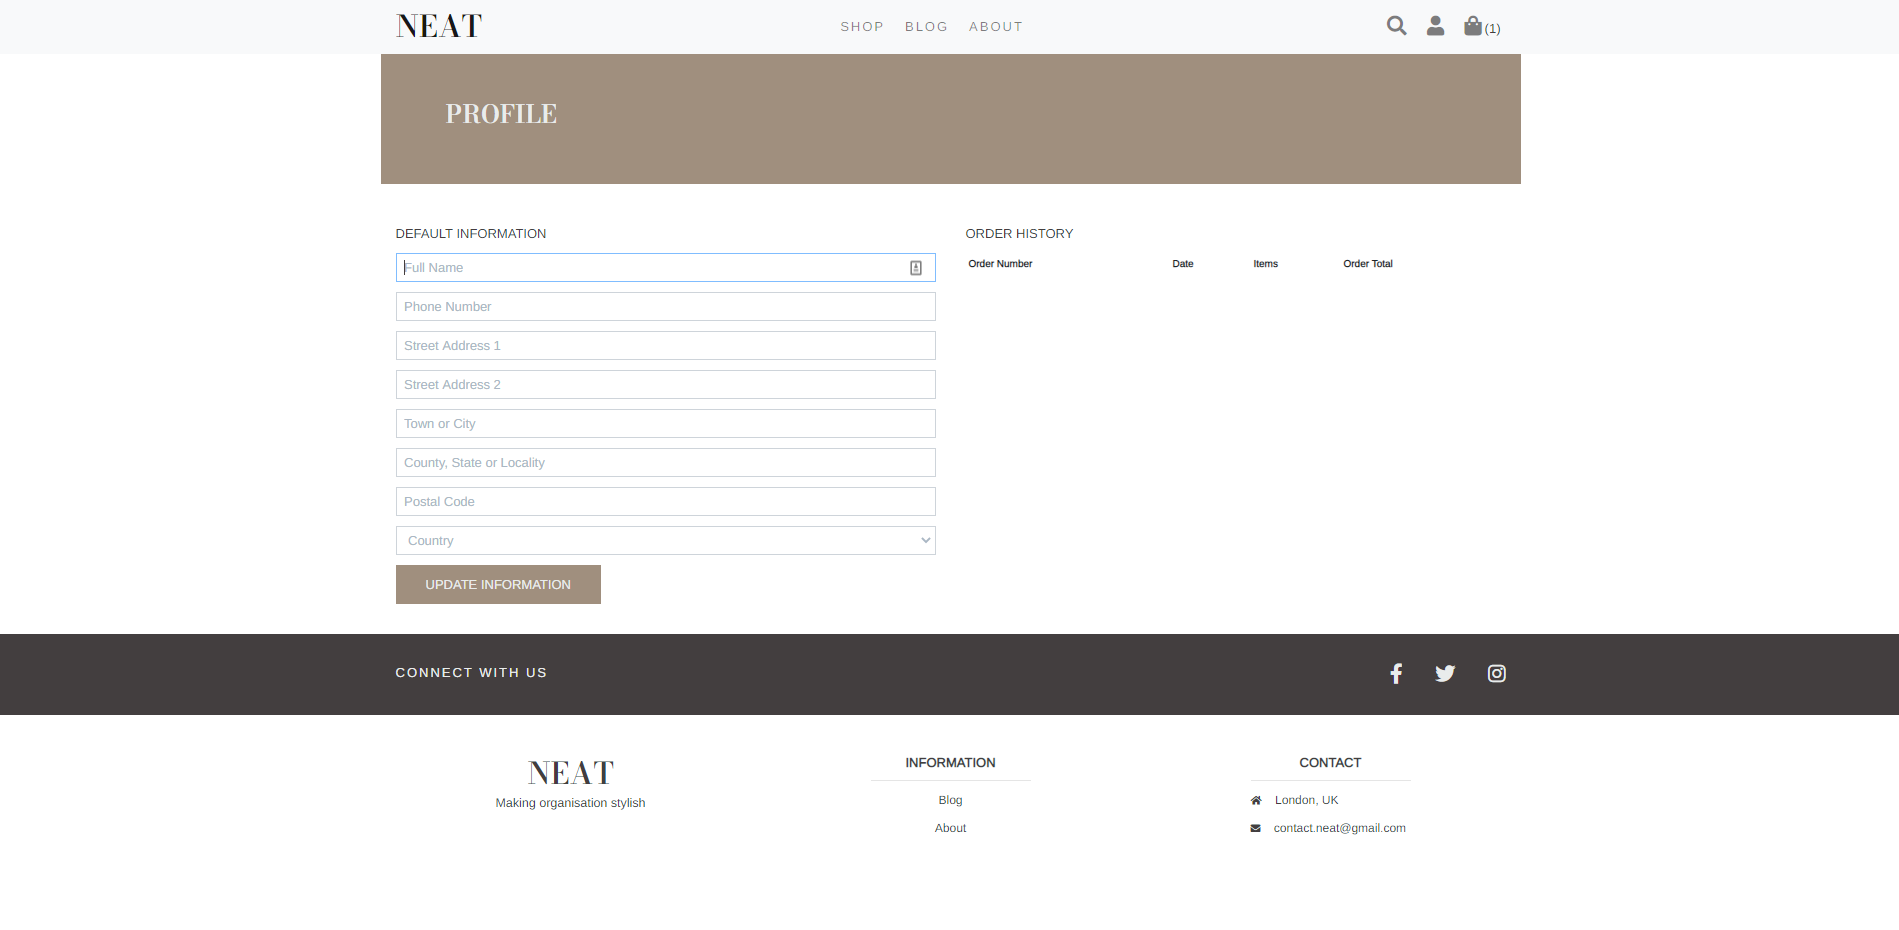 NEAT
SHOP BLOG ABOUT
(1)
PROFILE
DEFAULT INFORMATION
Full Name
Phone Number
Street Address 1
Street Address 2
Town or City
County, State or Locality
Postal Code
Country
UPDATE INFORMATION
ORDER HISTORY
Order Number Date Items Order Total
CONNECT WITH US
NEAT
Making organisation stylish
INFORMATION
Blog
About
CONTACT
London, UK
contact.neat@gmail.com